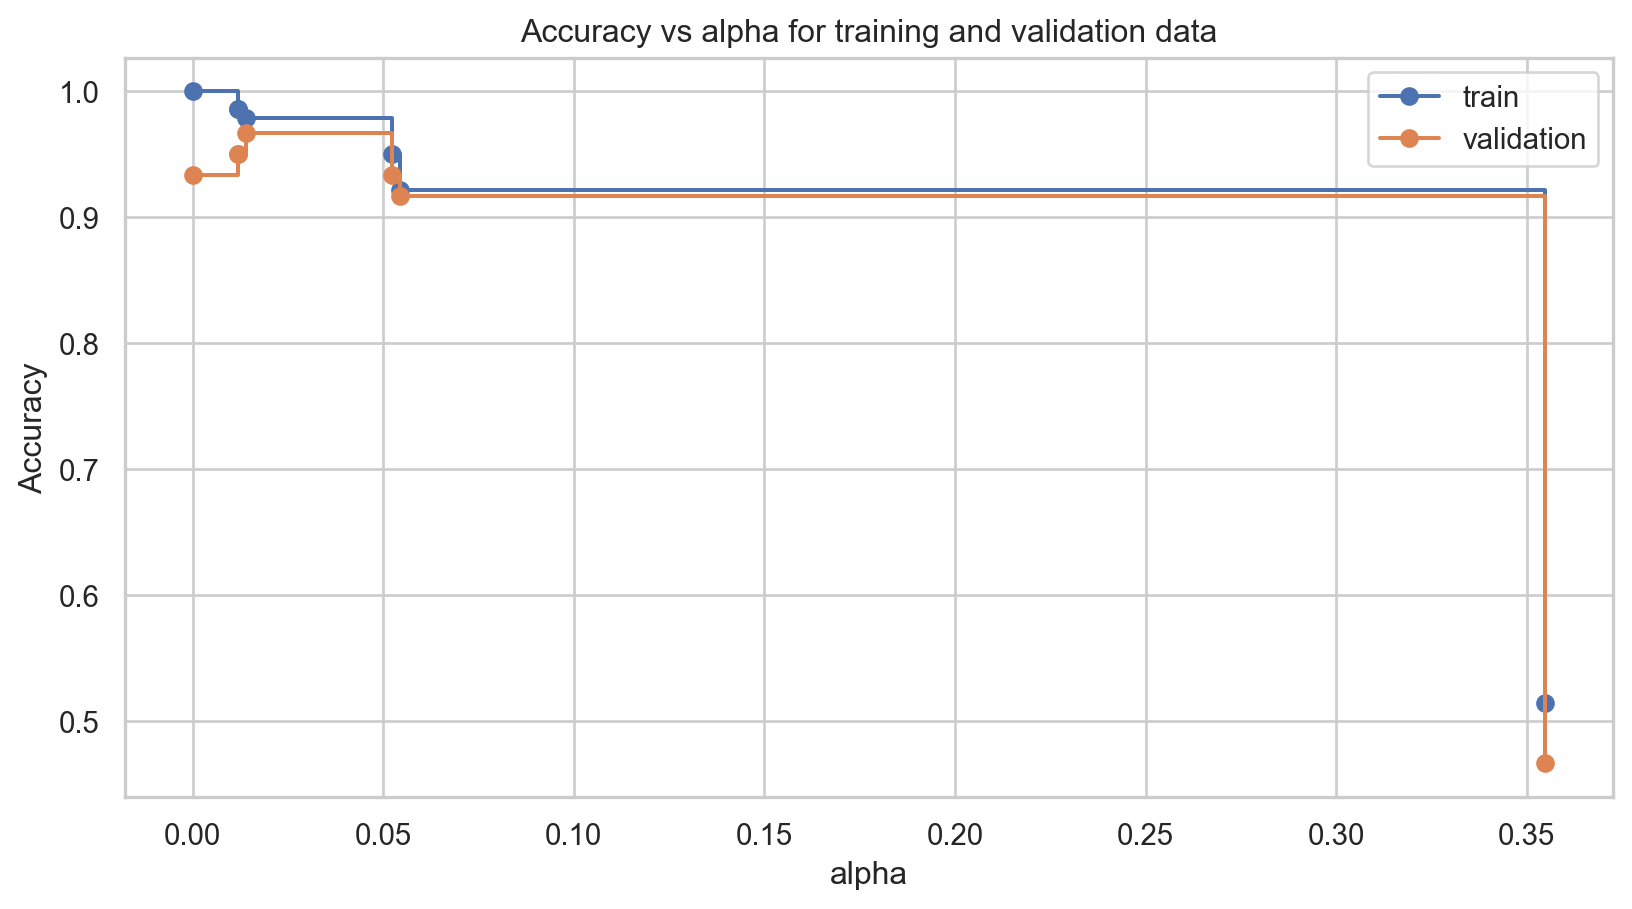 Accuracy vs alpha for training and validation data
train
validation
Accuracy
1.0
0.9
0.8
0.7
0.6
0.5
0.00 0.05 0.10 0.15 0.20 0.25 0.30 0.35
alpha